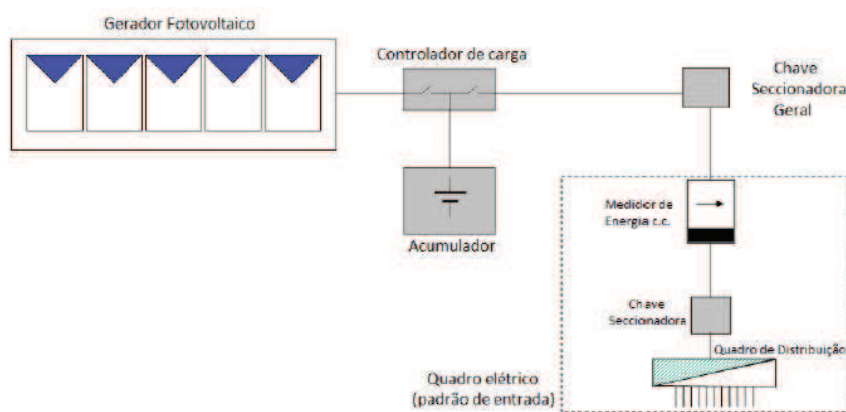 Gerador Fotovoltaico
Controlador de carga
Chave
Seccionadora
Geral
Acumulador
Medidor de
Energia c.c.
Chave
Seccionadora
Quadro de Distribuição
Quadro elétrico
(padrão de entrada)